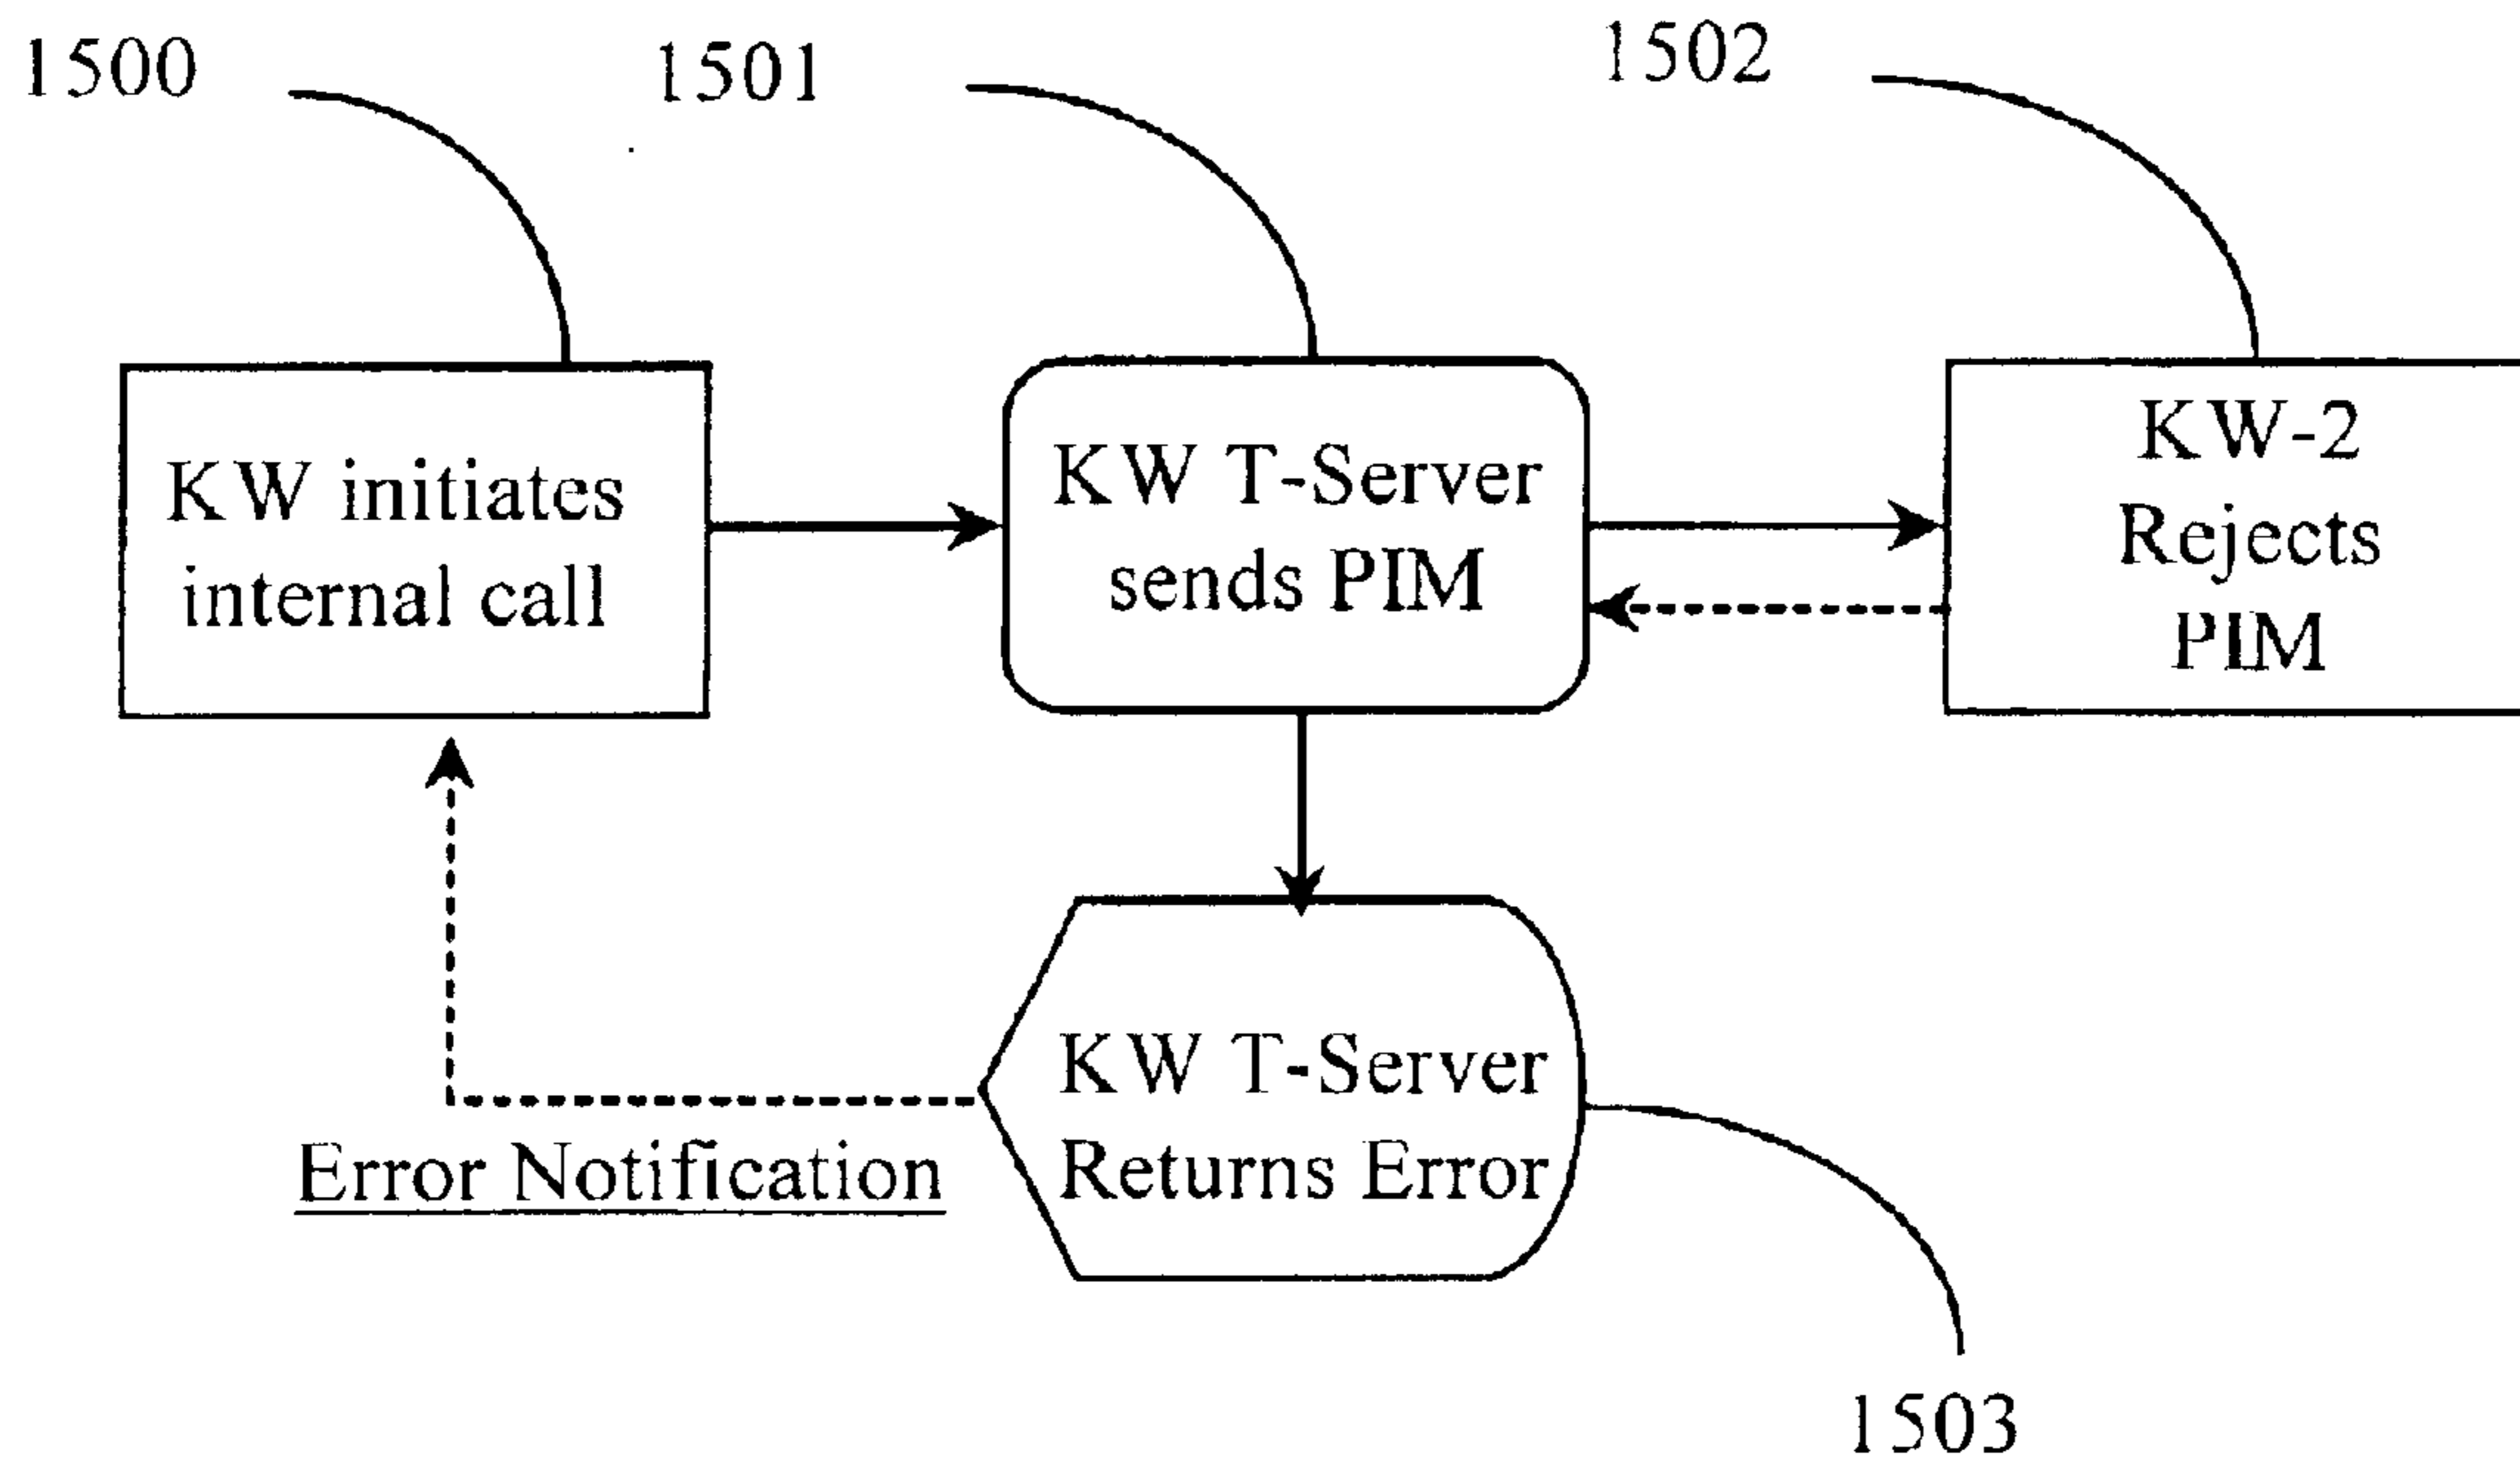 1500
1501
1502
KW initiates
internal call
KW T-Server
sends PIM
KW-2
Rejects
PIM
KW T-Server
Returns Error
Error Notification
1503